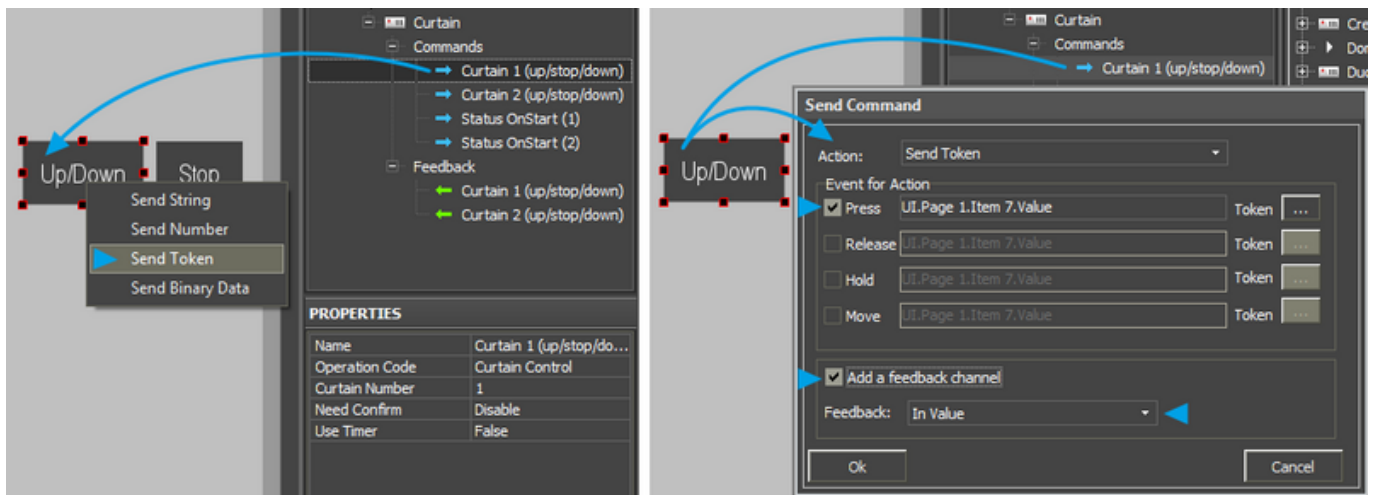 Curtain
Commands
Curtain 1 (up/stop/down)
Curtain 2 (up/stop/down)
Status OnStart (1)
Status OnStart (2)
Feedback
Curtain 1 (up/stop/down)
Curtain 2 (up/stop/down)
Up/Down
Stop
Send String
Send Number
Send Token
Send Binary Data
PROPERTIES
Name Curtain 1 (up/stop/do...
Operation Code Curtain Control
Curtain Number 1
Need Confirm Disable
Use Timer False
Curtain
Commands
Curtain 1 (up/stop/down)
Cre
Dor
Duc
Up/Down
Send Command
Action: Send Token
Event for Action
Press UI.Page 1.Item 7.Value Token ...
Release UI.Page 1.Item 7.Value Token ...
Hold UI.Page 1.Item 7.Value Token ...
Move UI.Page 1.Item 7.Value Token ...
Add a feedback channel
Feedback: In Value
Ok Cancel